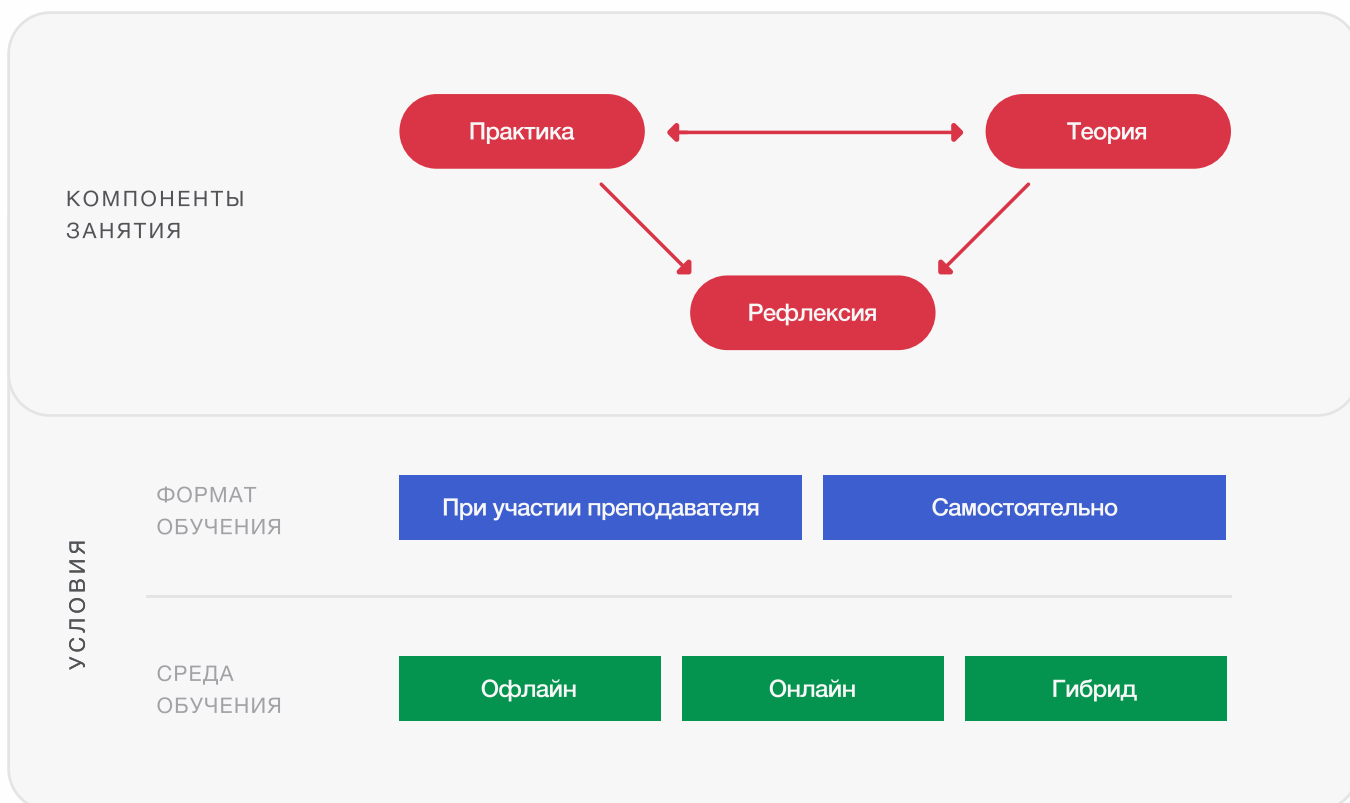 Практика
Теория
КОМПОНЕНТЫ
ЗАНЯТИЯ
Рефлексия
УСЛОВИЯ
ФОРМАТ
ОБУЧЕНИЯ
При участии преподавателя
Самостоятельно
СРЕДА
ОБУЧЕНИЯ
Офлайн
Онлайн
Гибрид